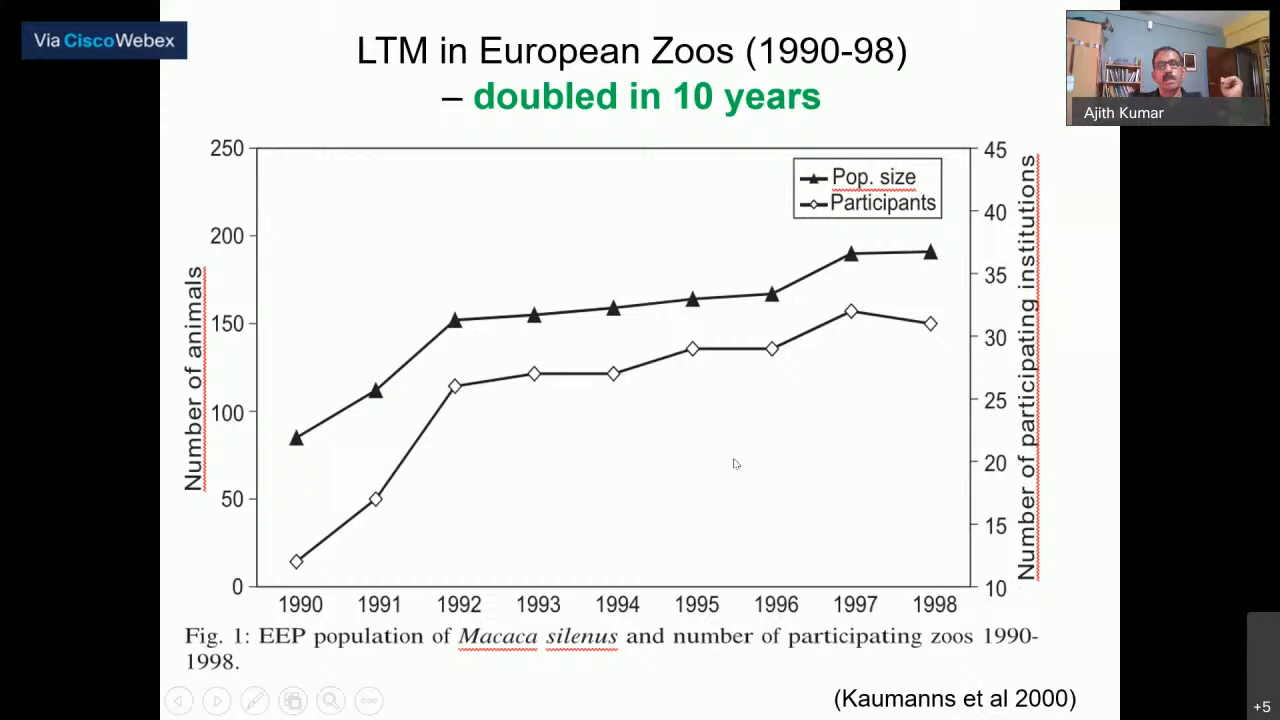 Via CiscoWebex
LTM in European Zoos (1990-98)
– doubled in 10 years
Ajith Kumar
250
200
150
100
50
0
Number of animals
Pop. size
Participants
45
40
35
30
25
20
15
10
Number of participating institutions
1990 1991 1992 1993 1994 1995 1996 1997 1998
Fig. 1: EEP population of Macaca silenus and number of participating zoos 1990-
1998.
(Kaumanns et al 2000)
+5